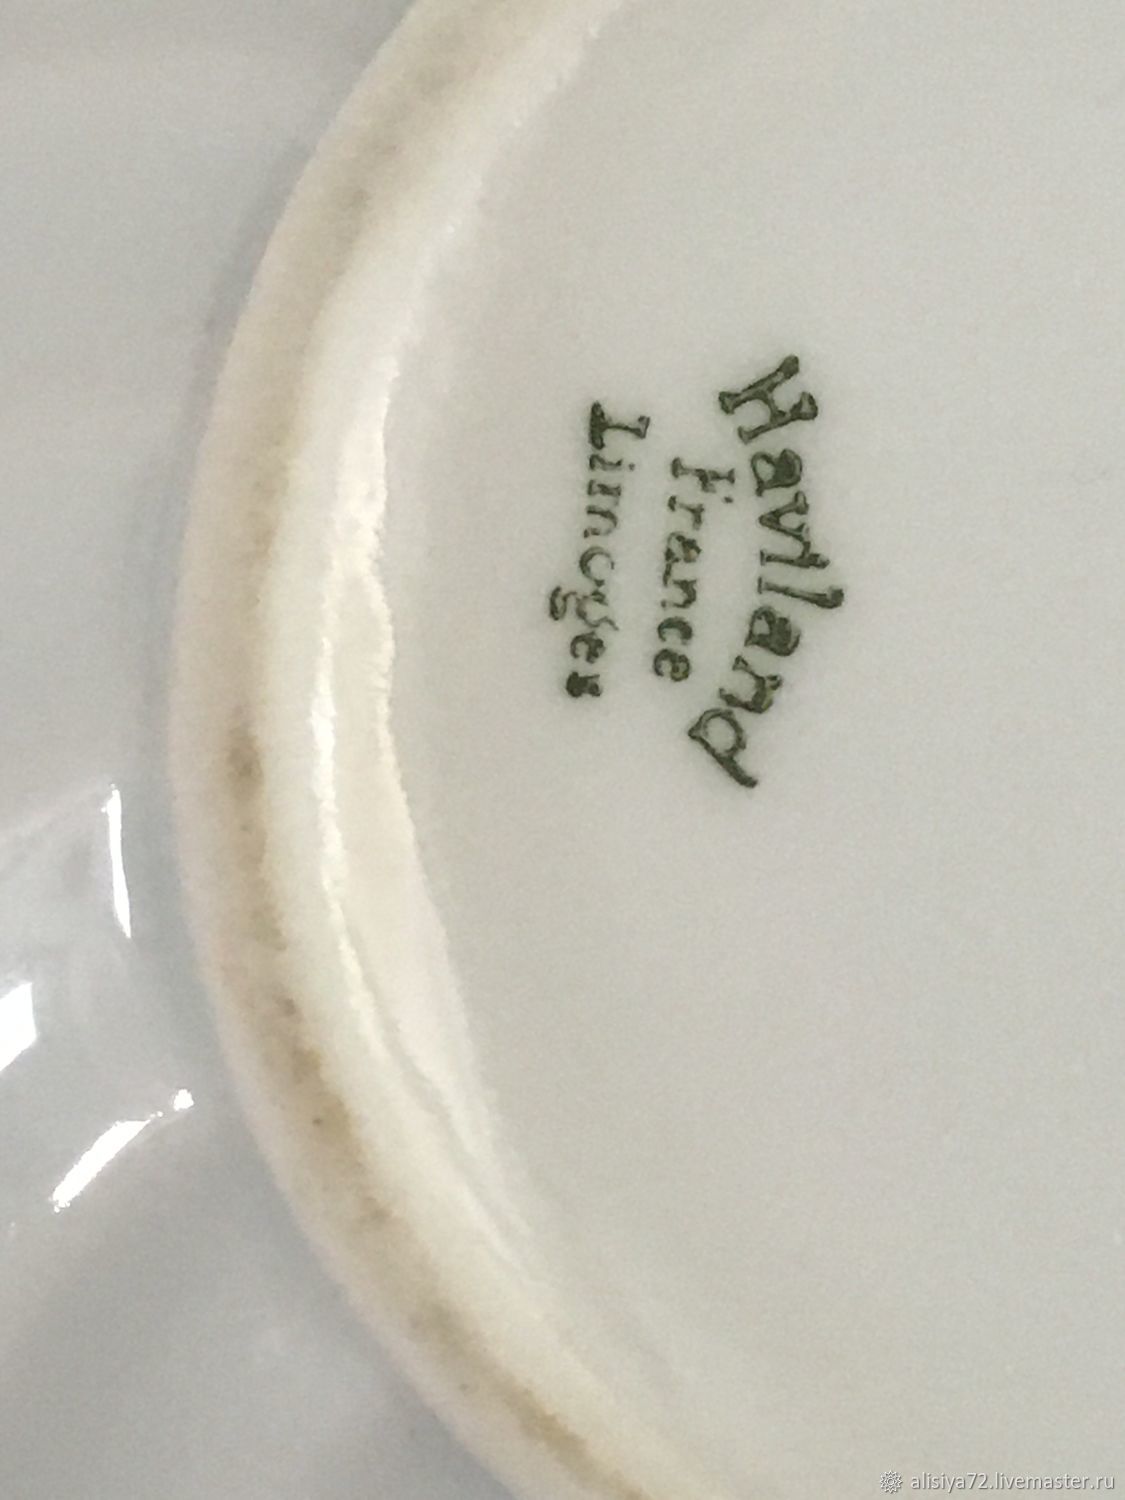 Haviland
France
Limoges
alisiya72.livemaster.ru